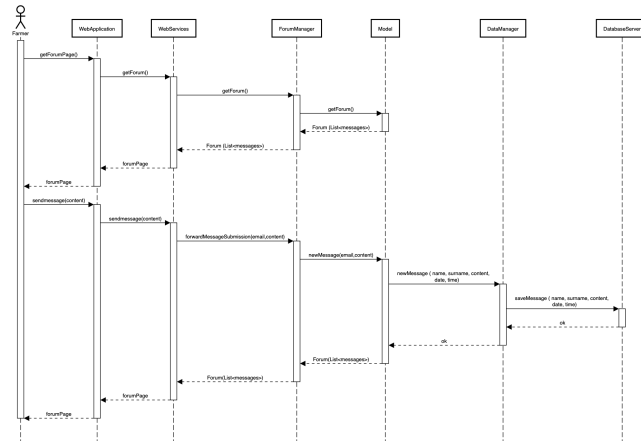 Farmer
WebApplication
WebServices
ForumManager
Model
DataManager
DatabaseServer
getForumPage()
getForum()
getForum()
getForum()
Forum (List<messages>)
Forum (List<messages>)
forumPage
forumPage
sendmessage(content)
sendmessage(content)
forwardMessageSubmission(email,content)
newMessage(email,content)
newMessage ( name, surname, content,
date, time)
saveMessage ( name, surname, content,
date, time)
ok
ok
Forum(List<messages>)
Forum(List<messages>)
forumPage
forumPage